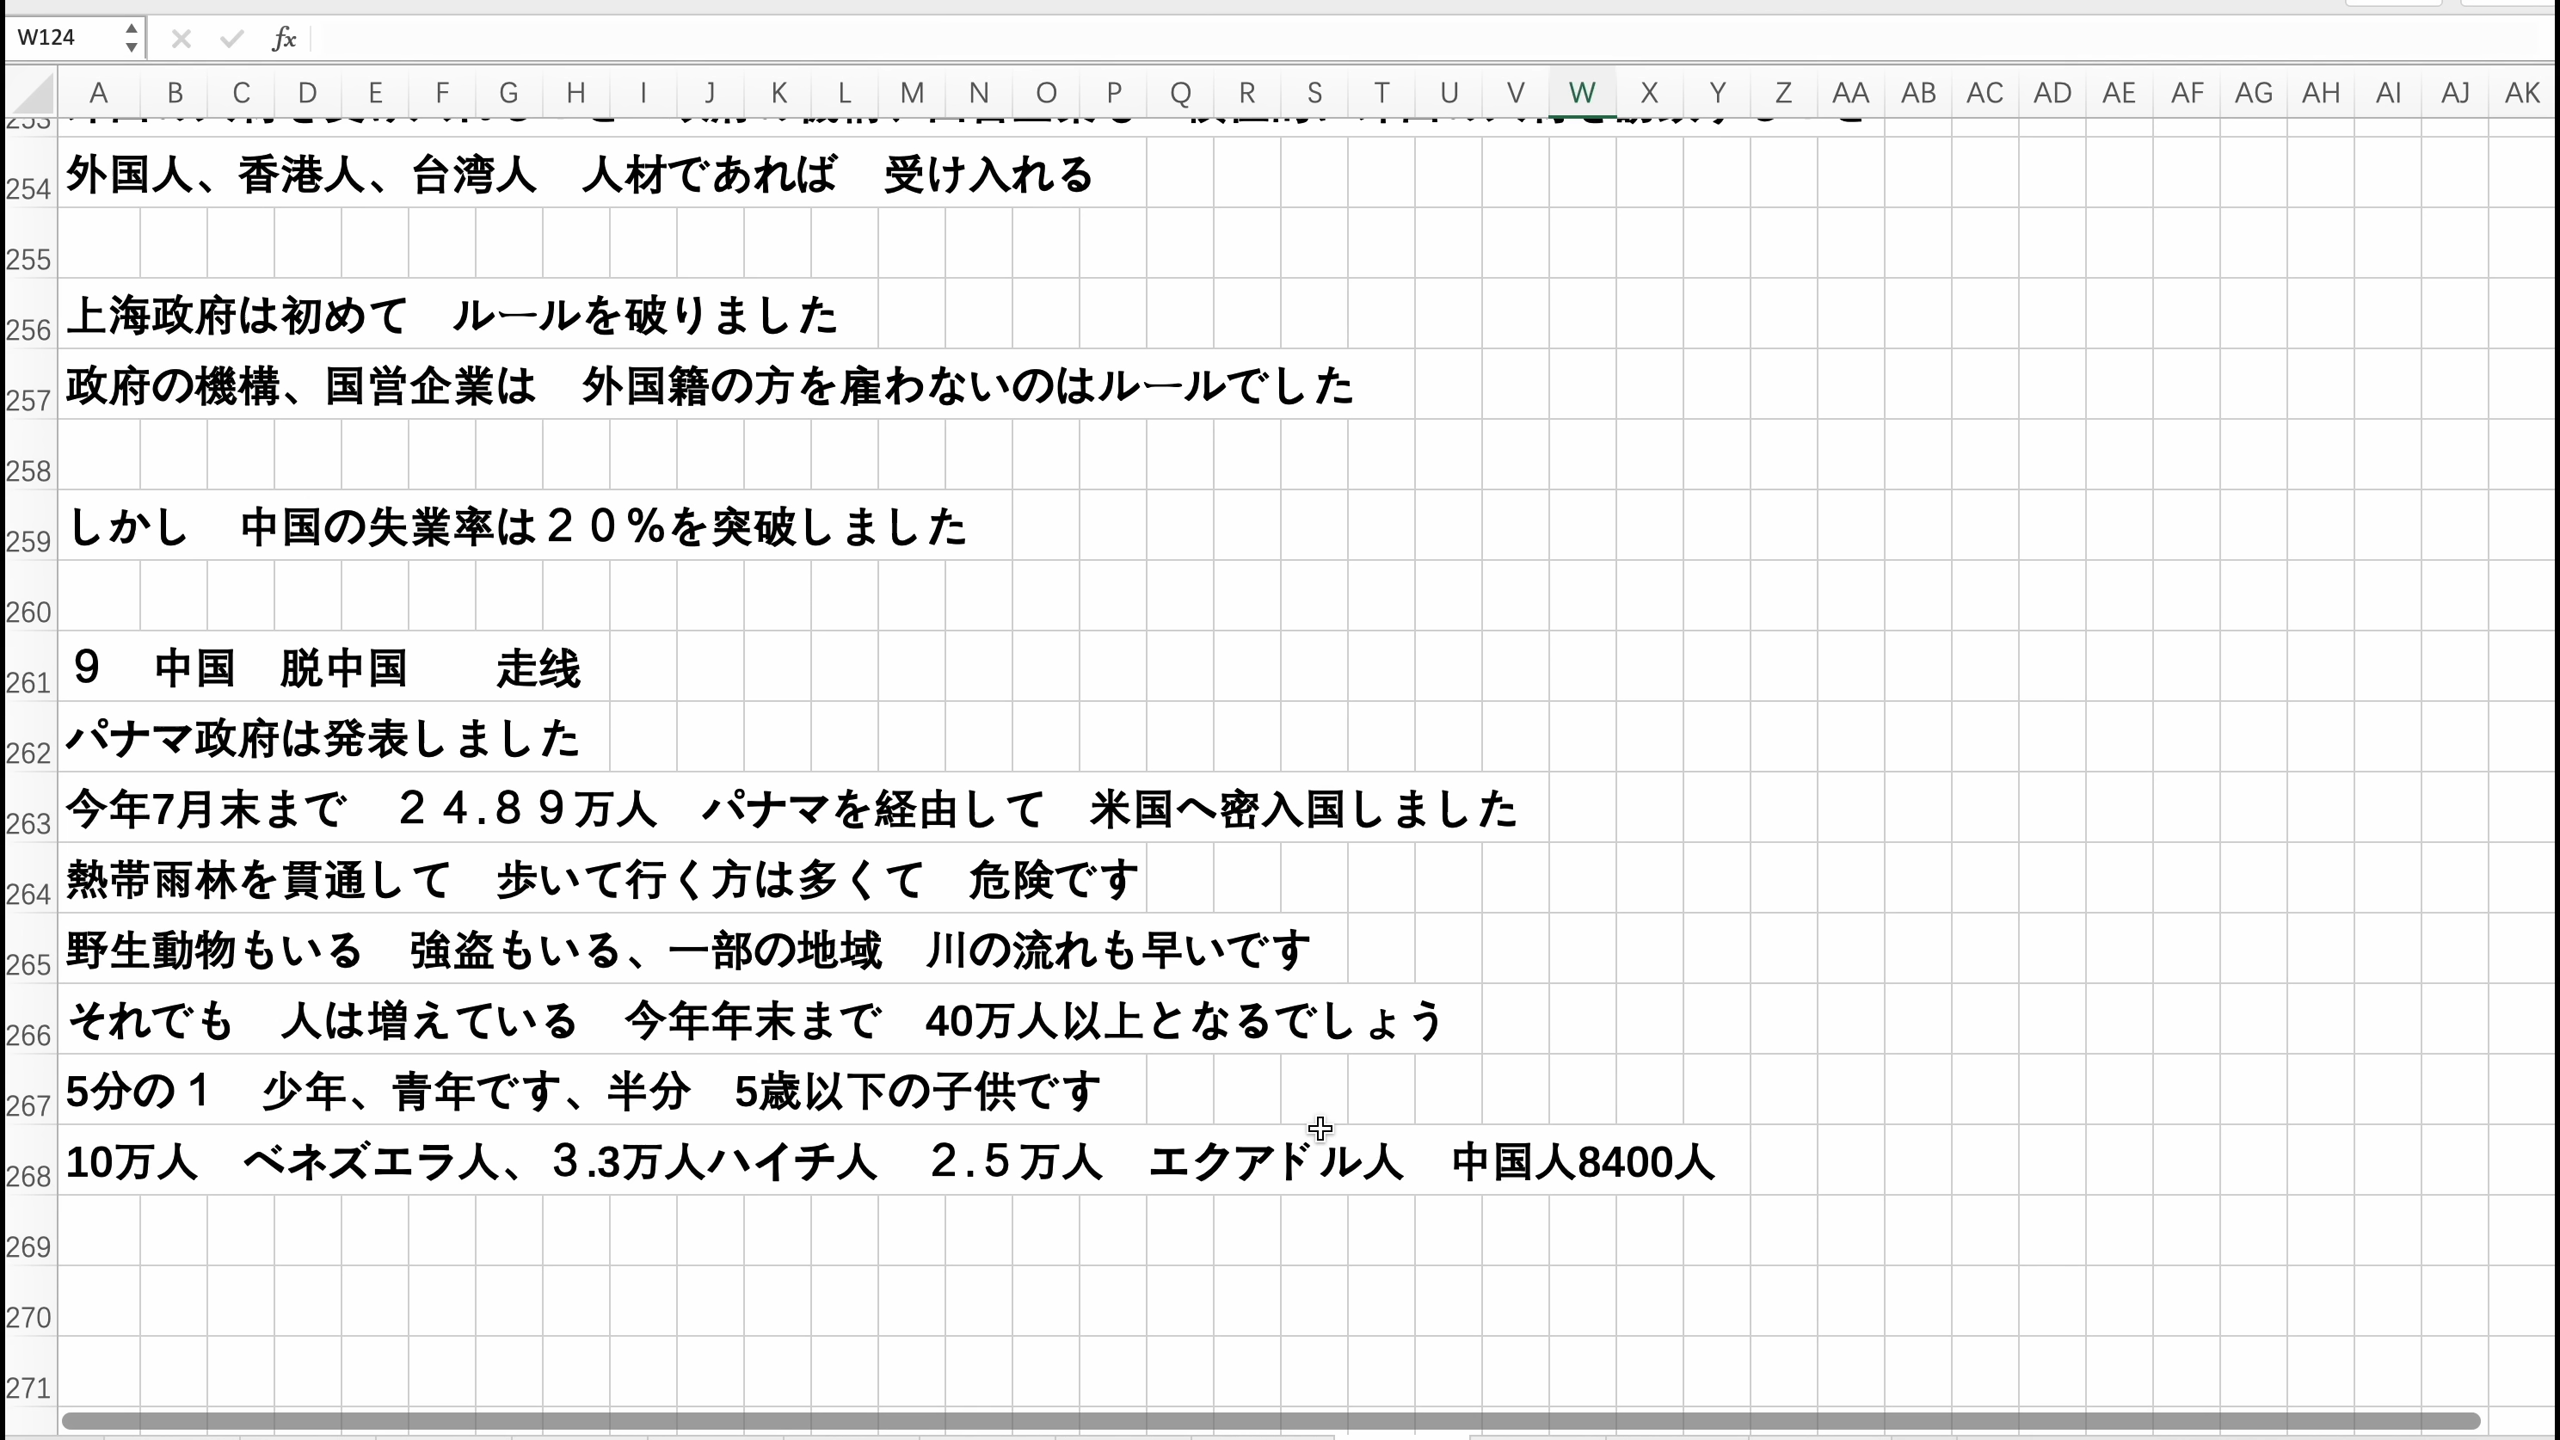 W124
fx
A B C D E F G H I J K L M N O P Q R S T U V W X Y Z AA AB AC AD AE AF AG AH AI AJ AK
253
254 外国人、香港人、台湾人　人材であれば　受け入れる
255
256 上海政府は初めて　ルールを破りました
257 政府の機構、国営企業は　外国籍の方を雇わないのはルールでした
258
259 しかし　中国の失業率は２０％を突破しました
260
261 ９　中国　脱中国　　走线
262 パナマ政府は発表しました
263 今年7月末まで　２４.８９万人　パナマを経由して　米国へ密入国しました
264 熱帯雨林を貫通して　歩いて行く方は多くて　危険です
265 野生動物もいる　強盗もいる、一部の地域　川の流れも早いです
266 それでも　人は増えている　今年年末まで　40万人以上となるでしょう
267 5分の１　少年、青年です、半分　5歳以下の子供です
268 10万人　ベネズエラ人、３.3万人ハイチ人　２.５万人　エクアドル人　中国人8400人
269
270
271